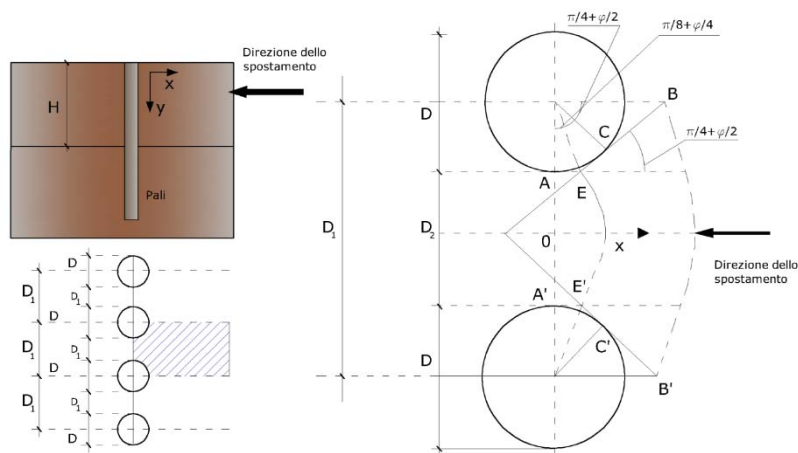 π/4+φ/2
π/8+φ/4
Direzione dello
spostamento
H
x
y
Pali
D
C
B
π/4+φ/2
A
E
D1
D2
0
x
Direzione dello
spostamento
A'
E'
C'
D
B'
D
D1
D1
D
D1
D1
D
D1
D1
D